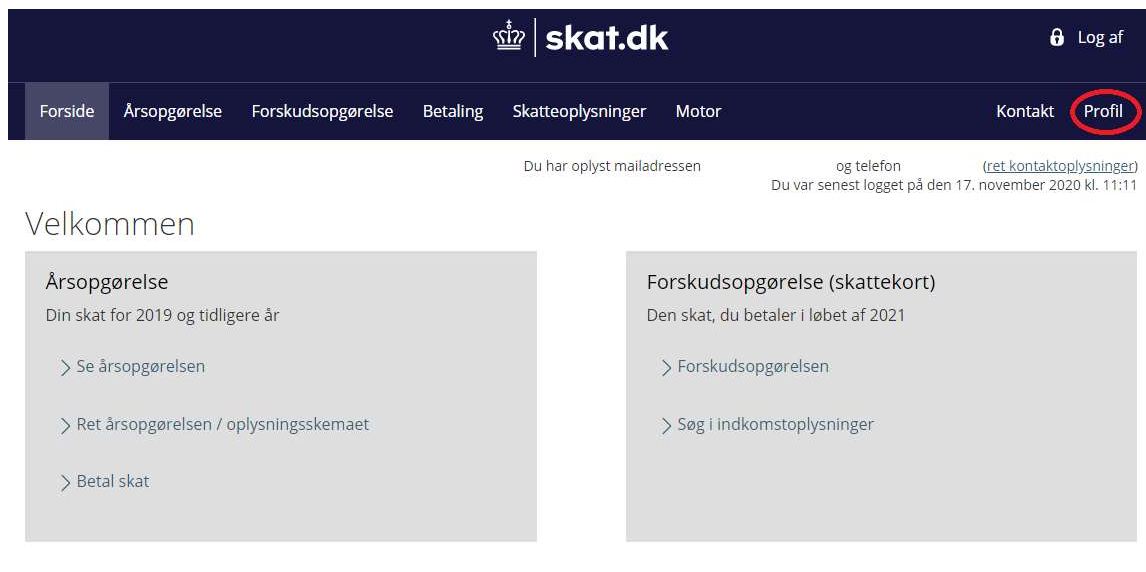 skat.dk
Log af
Forside Årsopgørelse Forskudsopgørelse Betaling Skatteoplysninger Motor Kontakt Profil
Du har oplyst mailadressen og telefon (ret kontaktoplysninger)
Du var senest logget på den 17. november 2020 kl. 11:11
Velkommen
Årsopgørelse
Din skat for 2019 og tidligere år
Se årsopgørelsen
Ret årsopgørelsen / oplysningsskemaet
Betal skat
Forskudsopgørelse (skattekort)
Den skat, du betaler i løbet af 2021
Forskudsopgørelsen
Søg i indkomstoplysninger